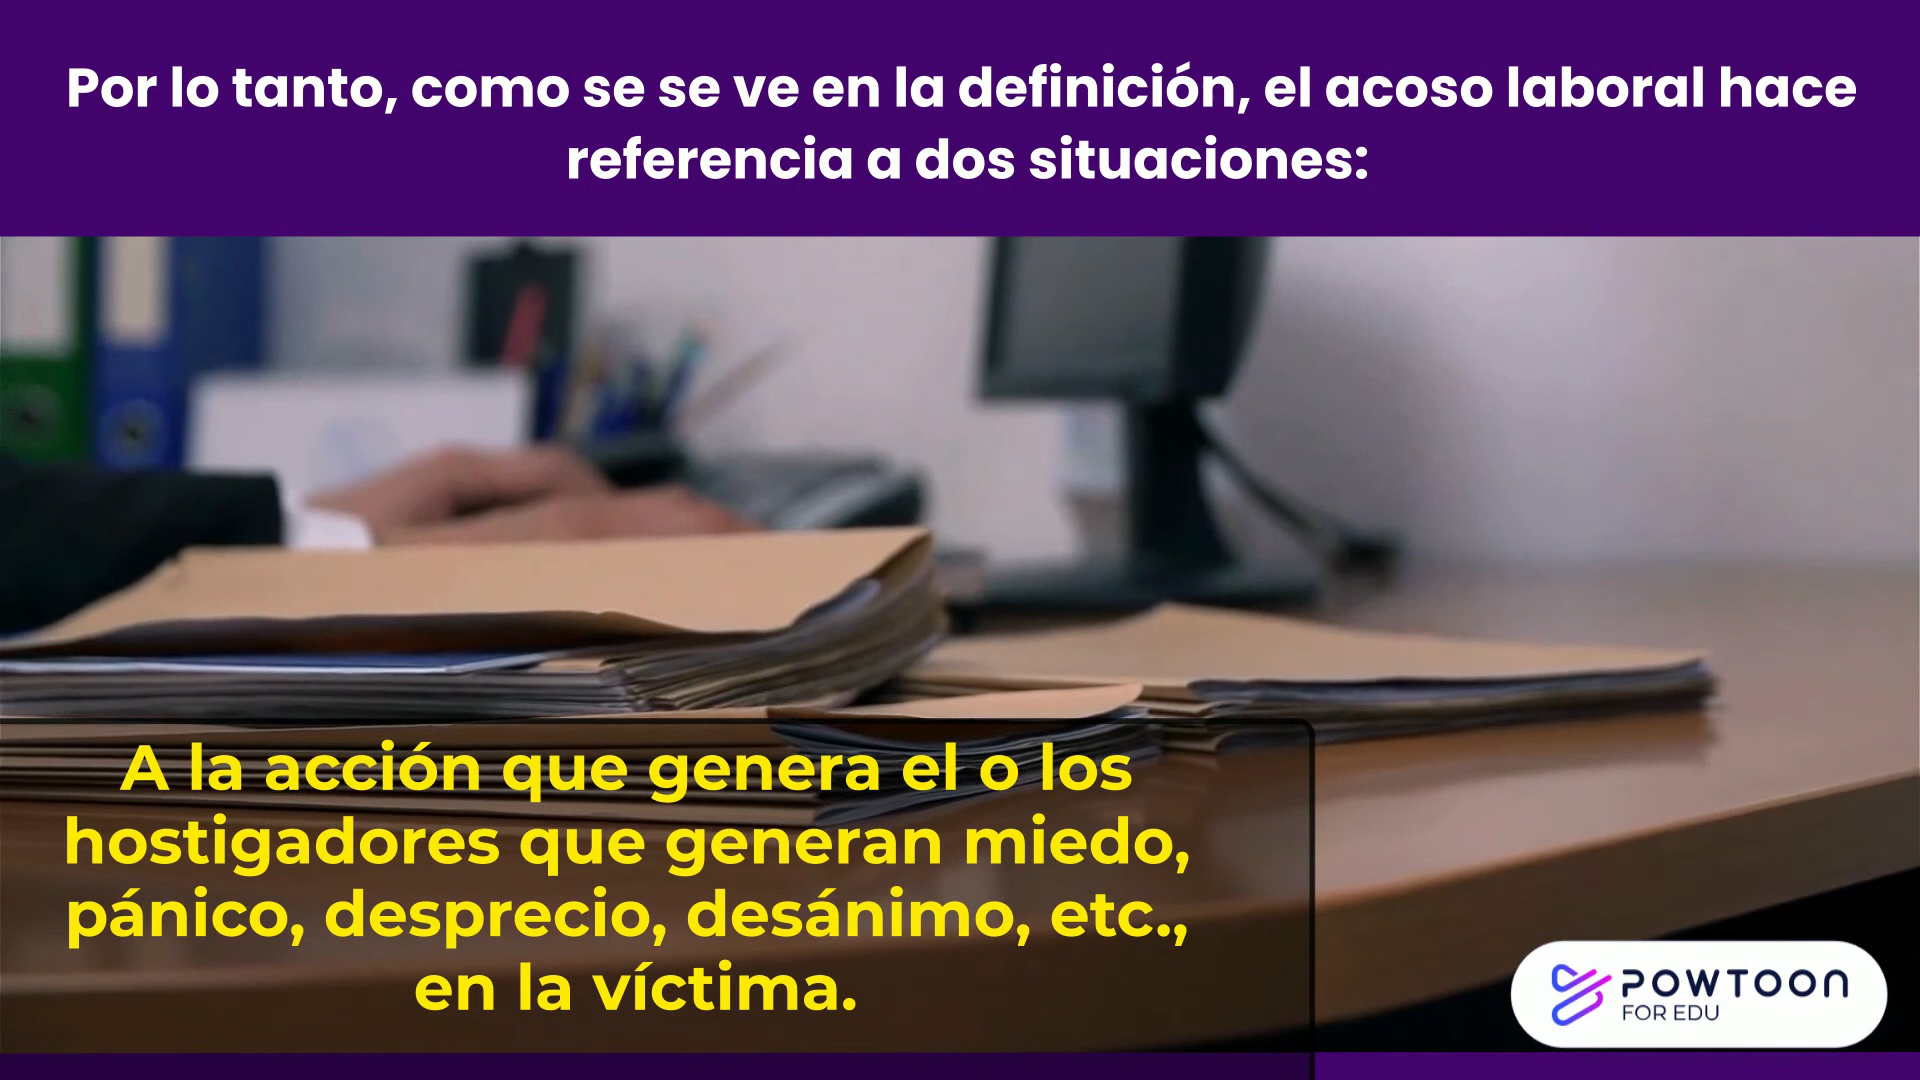 Por lo tanto, como se se ve en la definición, el acoso laboral hace
referencia a dos situaciones:
A la acción que genera el o los
hostigadores que generan miedo,
pánico, desprecio, desánimo, etc.,
en la víctima.
POWTOON
FOR EDU